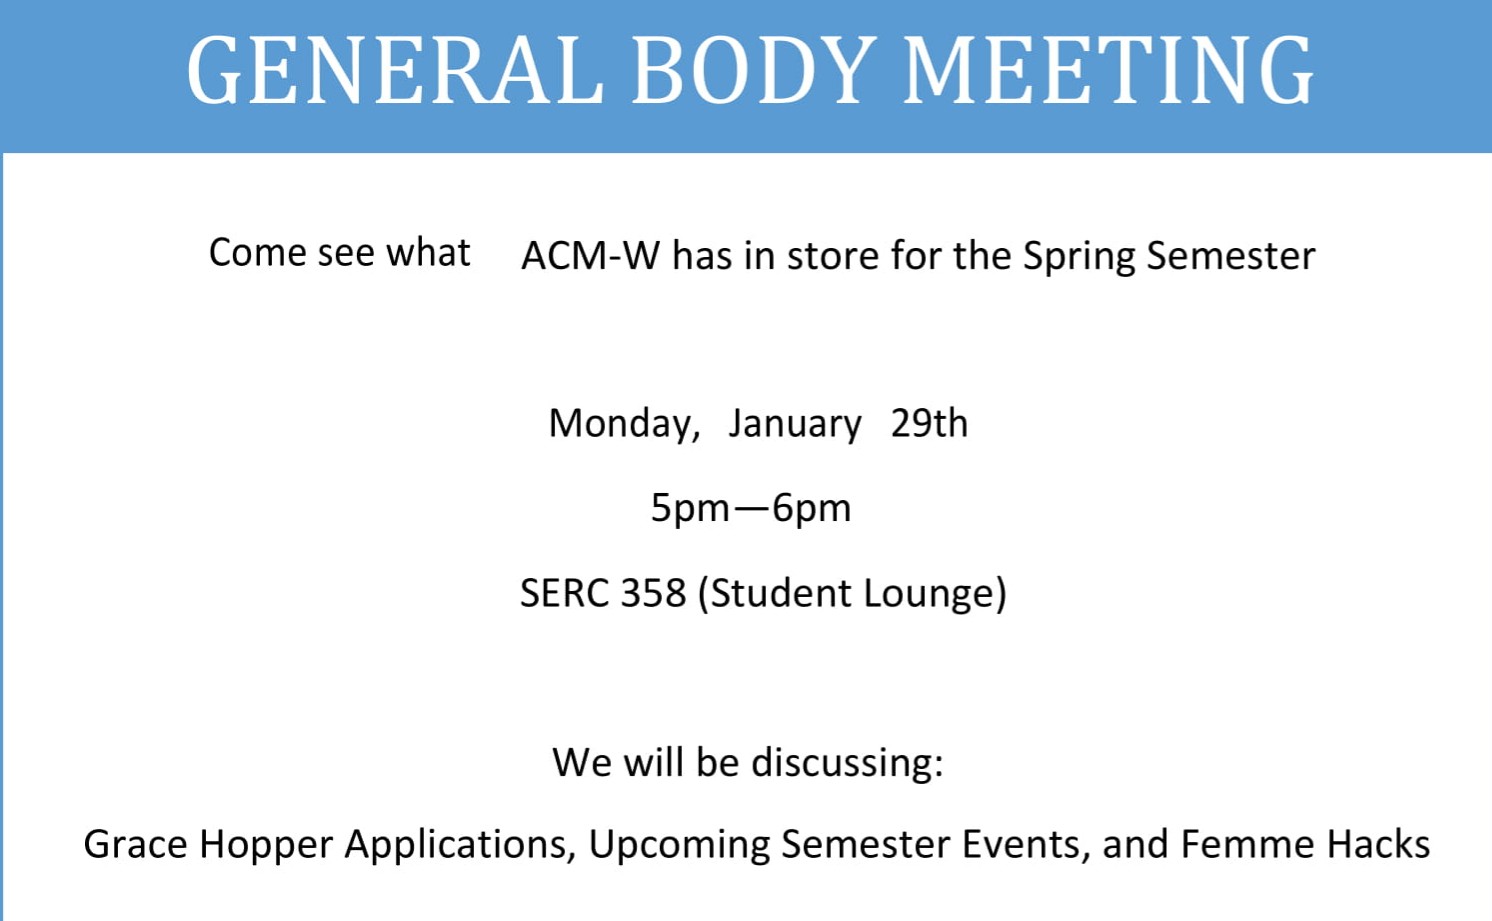 GENERAL BODY MEETING
Come see what ACM-W has in store for the Spring Semester
Monday, January 29th
5pm—6pm
SERC 358 (Student Lounge)
We will be discussing:
Grace Hopper Applications, Upcoming Semester Events, and Femme Hacks